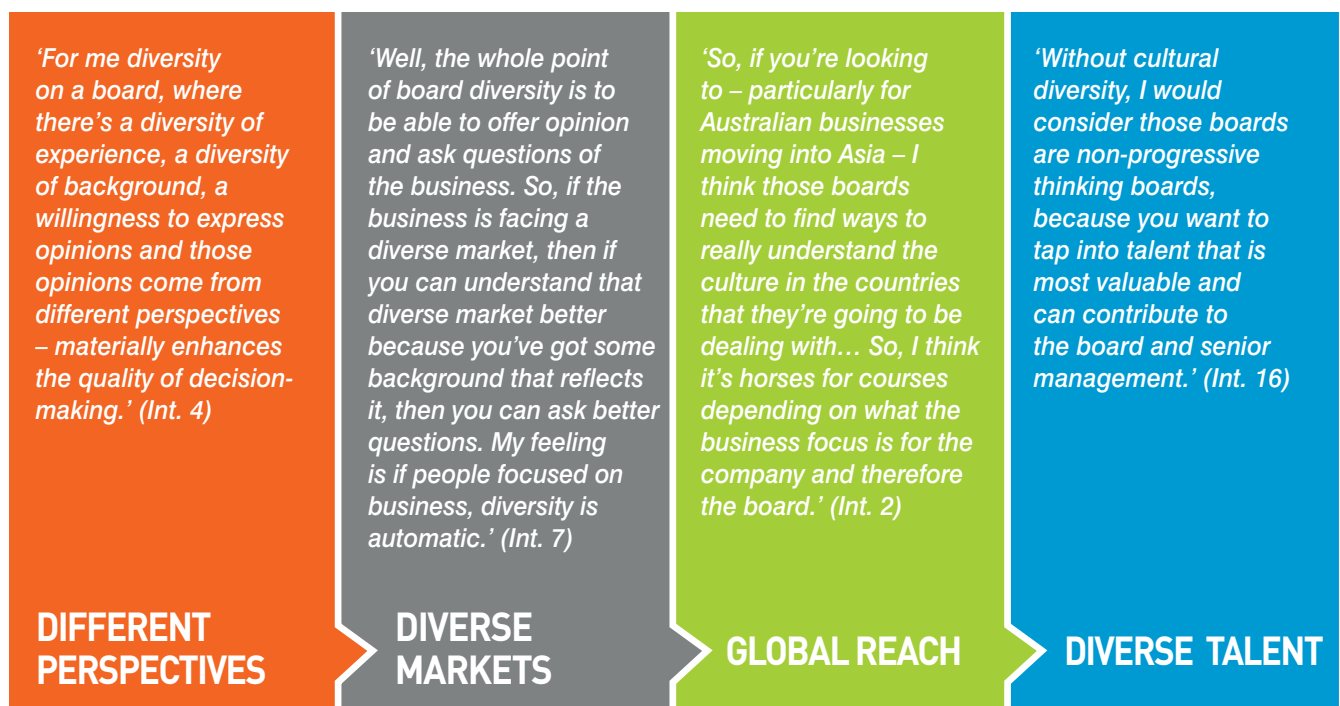 ‘For me diversity
on a board, where
there’s a diversity of
experience, a diversity
of background, a
willingness to express
opinions and those
opinions come from
different perspectives
– materially enhances
the quality of decision-
making.’ (Int. 4)
DIFFERENT
PERSPECTIVES
‘Well, the whole point
of board diversity is to
be able to offer opinion
and ask questions of
the business. So, if the
business is facing a
diverse market, then if
you can understand that
diverse market better
because you’ve got some
background that reflects
it, then you can ask better
questions. My feeling
is if people focused on
business, diversity is
automatic.’ (Int. 7)
DIVERSE
MARKETS
‘So, if you’re looking
to – particularly for
Australian businesses
moving into Asia – I
think those boards
need to find ways to
really understand the
culture in the countries
that they’re going to be
dealing with… So, I think
it’s horses for courses
depending on what the
business focus is for the
company and therefore
the board.’ (Int. 2)
GLOBAL REACH
‘Without cultural
diversity, I would
consider those boards
are non-progressive
thinking boards,
because you want to
tap into talent that is
most valuable and
can contribute to
the board and senior
management.’ (Int. 16)
DIVERSE TALENT